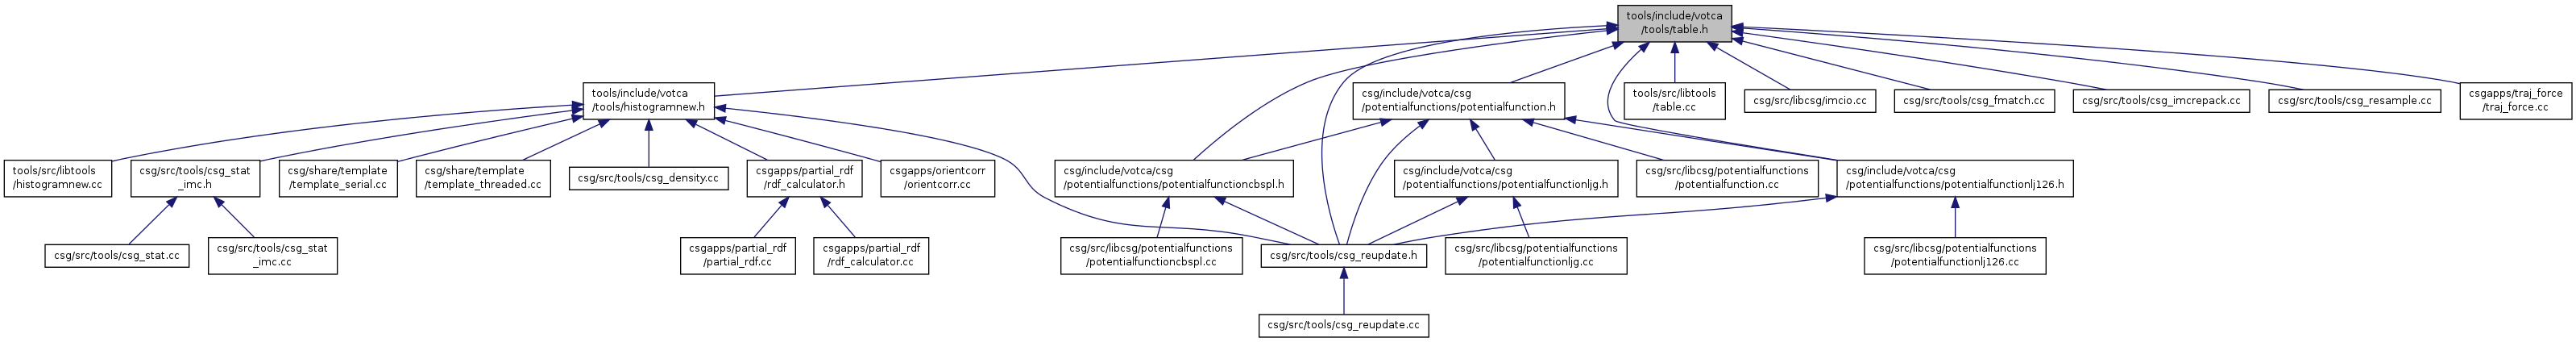 tools/include/votca
/tools/table.h
tools/include/votca
/tools/histogramnew.h
csg/include/votca/csg
/potentialfunctions/potentialfunction.h
tools/src/libtools
/table.cc
csg/src/libcsg/imcio.cc
csg/src/tools/csg_fmatch.cc
csg/src/tools/csg_imcrepack.cc
csg/src/tools/csg_resample.cc
csgapps/traj_force
/traj_force.cc
tools/src/libtools
/histogramnew.cc
csg/src/tools/csg_stat
_imc.h
csg/share/template
/template_serial.cc
csg/share/template
/template_threaded.cc
csg/src/tools/csg_density.cc
csgapps/partial_rdf
/rdf_calculator.h
csgapps/orientcorr
/orientcorr.cc
csg/include/votca/csg
/potentialfunctions/potentialfunctioncbspl.h
csg/include/votca/csg
/potentialfunctions/potentialfunctionljg.h
csg/src/libcsg/potentialfunctions
/potentialfunction.cc
csg/include/votca/csg
/potentialfunctions/potentialfunctionlj126.h
csg/src/tools/csg_stat.cc
csg/src/tools/csg_stat
_imc.cc
csgapps/partial_rdf
/partial_rdf.cc
csgapps/partial_rdf
/rdf_calculator.cc
csg/src/libcsg/potentialfunctions
/potentialfunctioncbspl.cc
csg/src/tools/csg_reupdate.h
csg/src/libcsg/potentialfunctions
/potentialfunctionljg.cc
csg/src/libcsg/potentialfunctions
/potentialfunctionlj126.cc
csg/src/tools/csg_reupdate.cc